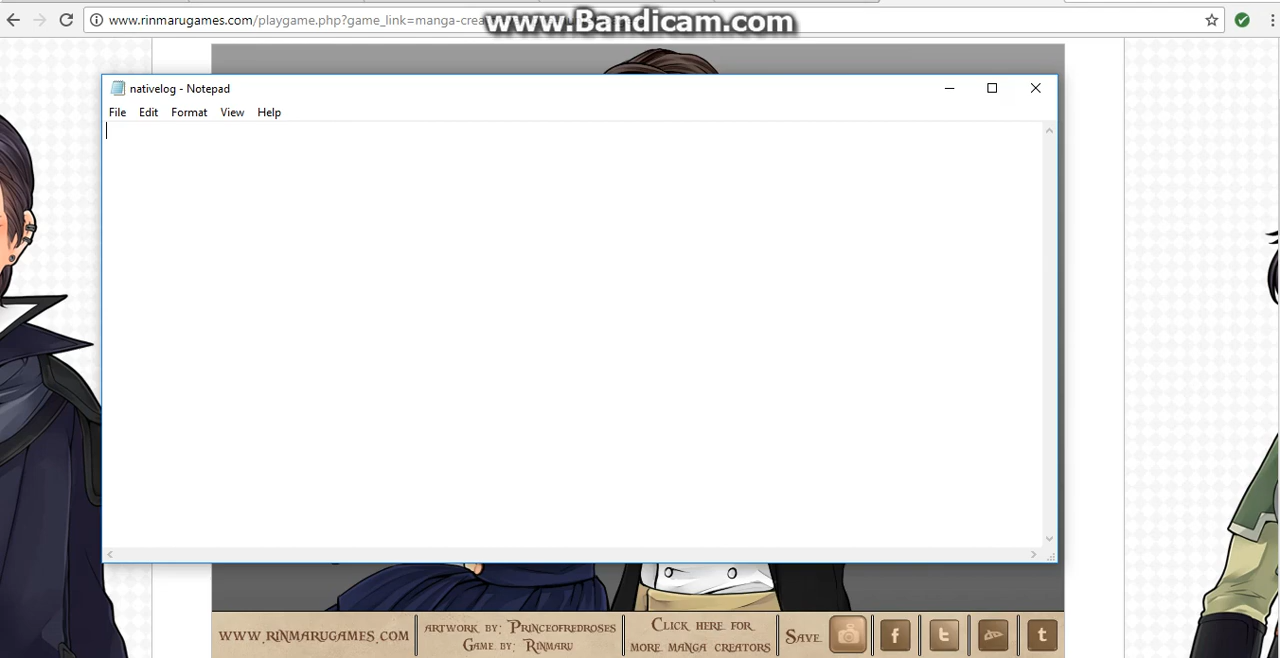 www.Bandicam.com
www.rinmarugames.com/playgame.php?game_link=manga-crea
nativelog - Notepad
File Edit Format View Help
www.rinmarugames.com
artwork by: Princeofredroses
Game by: Rinmaru
Click here for
more manga creators
Save
f
t
t